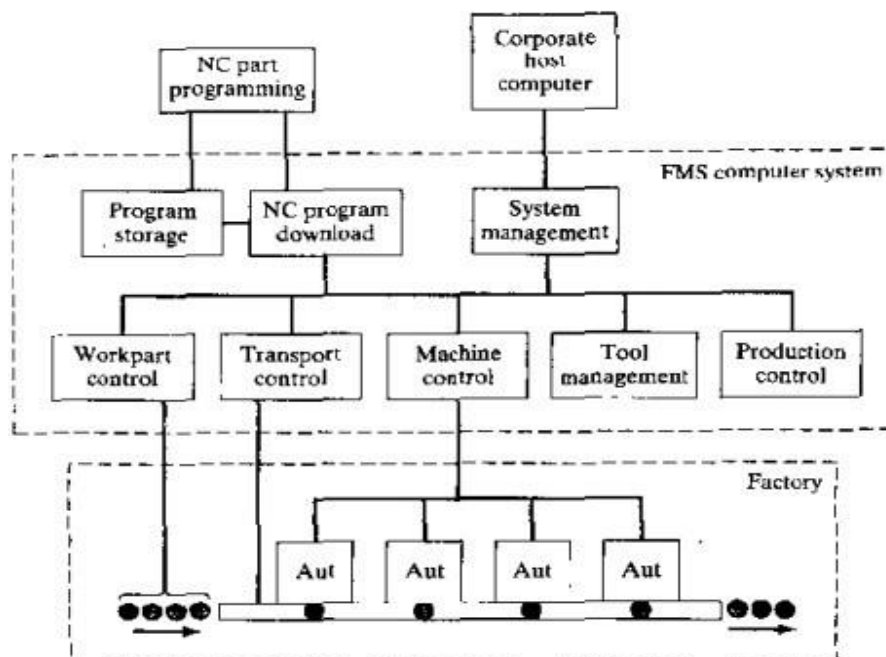 NC part
programming
Corporate
host
computer
FMS computer system
Program
storage
NC program
download
System
management
Workpart
control
Transport
control
Machine
control
Tool
management
Production
control
Factory
Aut
Aut
Aut
Aut